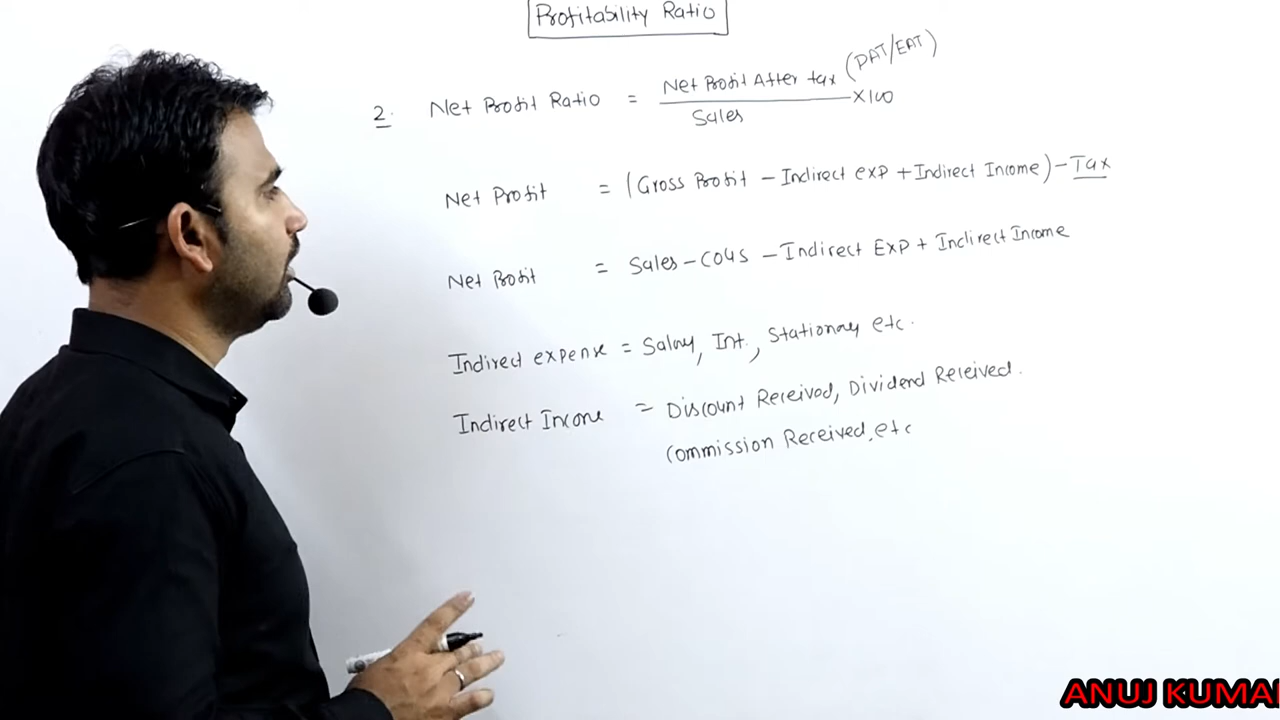 Profitability Ratio
2. Net Profit Ratio = Net Profit After tax (PAT/EAT) / Sales ×100
Net Profit = (Gross Profit – Indirect exp + Indirect Income) – Tax
Net Profit = Sales – COGS – Indirect Exp + Indirect Income
Indirect expense = Salary, Int., Stationary etc.
Indirect Income = Discount Received, Dividend Received.
Commission Received, etc
ANUJ KUMA